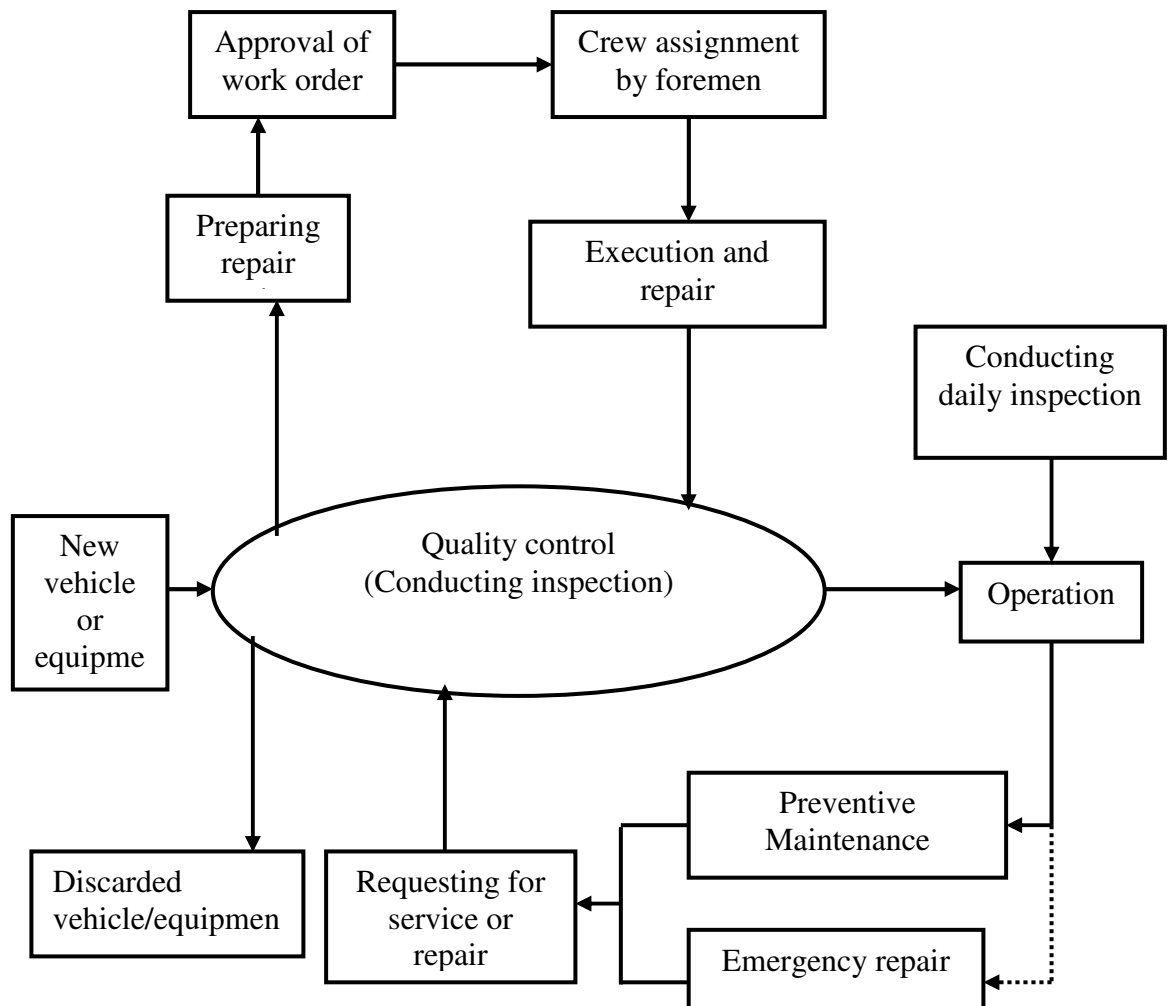 Approval of
work order
Crew assignment
by foremen
Preparing
repair
Execution and
repair
Conducting
daily inspection
New
vehicle
or
equipme
Quality control
(Conducting inspection)
Operation
Preventive
Maintenance
Discarded
vehicle/equipmen
Requesting for
service or
repair
Emergency repair